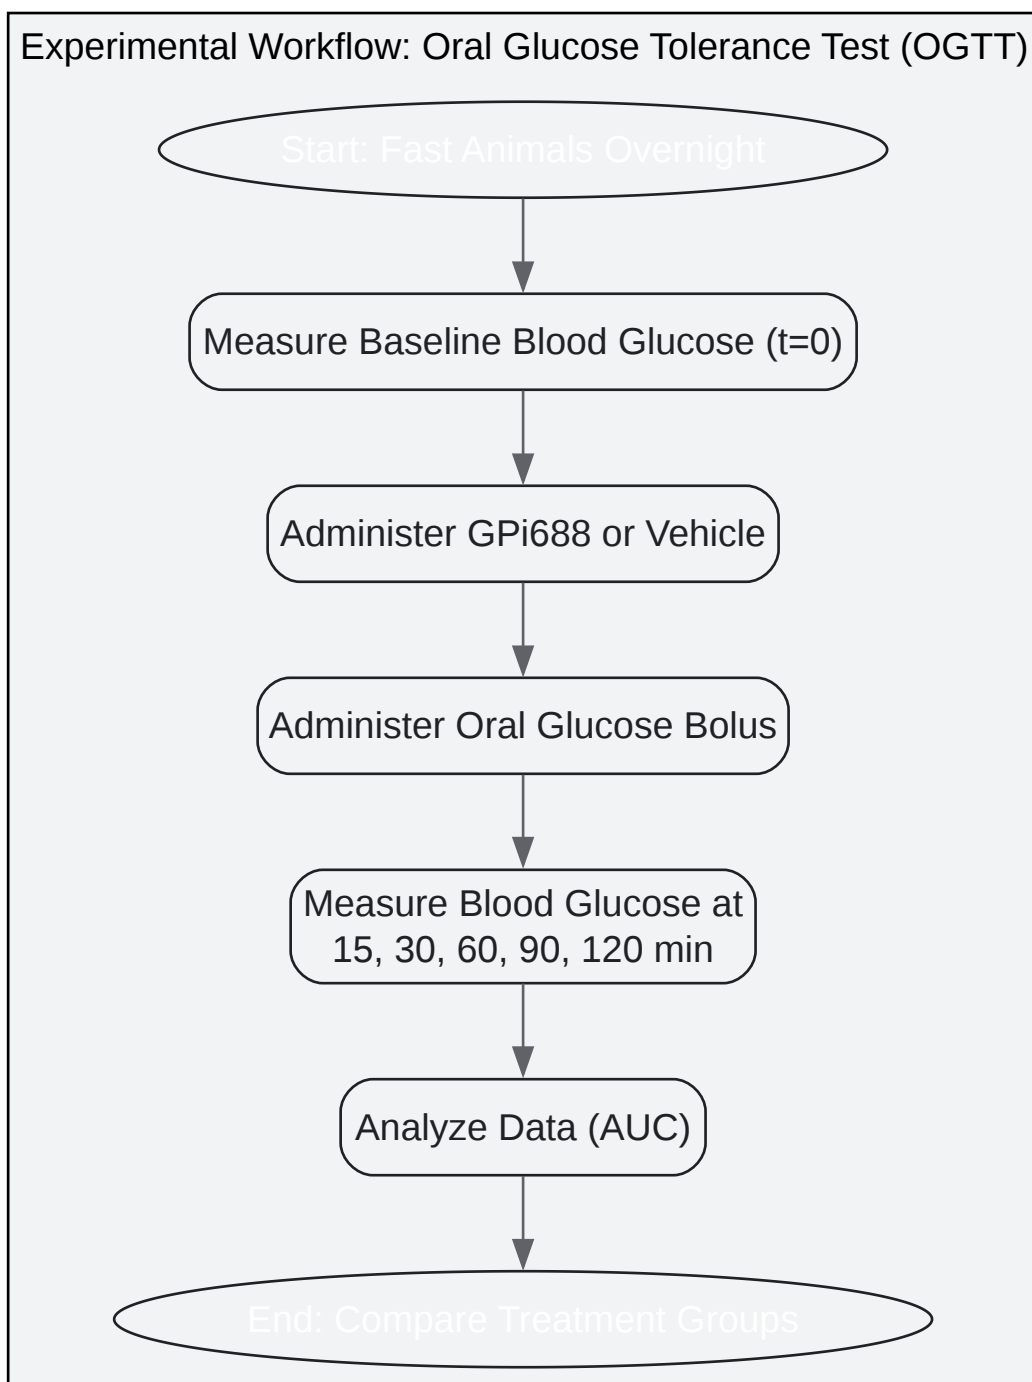 Experimental Workflow: Oral Glucose Tolerance Test (OGTT)
Start: Fast Animals Overnight
Measure Baseline Blood Glucose (t=0)
Administer GPi688 or Vehicle
Administer Oral Glucose Bolus
Measure Blood Glucose at
15, 30, 60, 90, 120 min
Analyze Data (AUC)
End: Compare Treatment Groups